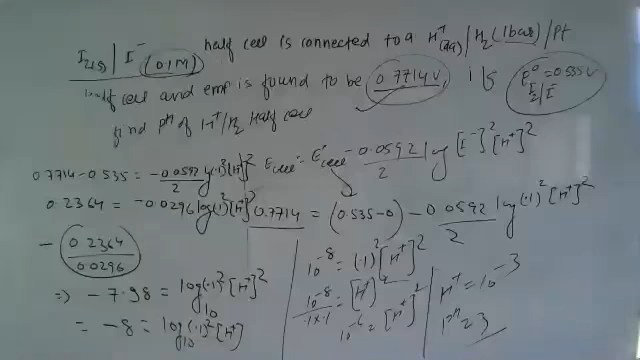 I2(s) | I⁻ (0.1M) half cell is connected to a H⁺(aq) / H2 (1bar) / Pt
half cell and emf is found to be 0.7714V, if E°I2/I⁻ = 0.535V
find pH of H⁺/H2 Half cell
Ecell = E°cell - 0.0592/2 log [I⁻]² [H⁺]²
0.7714 - 0.535 = -0.0592/2 log(.1)² [H⁺]²
0.2364 = -0.0296 log(.1)² [H⁺]²
0.7714 = (0.535-0) - 0.0592/2 log(.1)² [H⁺]²
- 0.2364/0.0296
⇒ -7.98 = log10(.1)² [H⁺]²
= -8 = log10(.1)² [H⁺]
10⁻⁸ = (.1)² [H⁺]²
10⁻⁸/.1×.1 = [H⁺]²
10⁻⁶ = [H⁺]²
H⁺ = 10⁻³
pH = 3